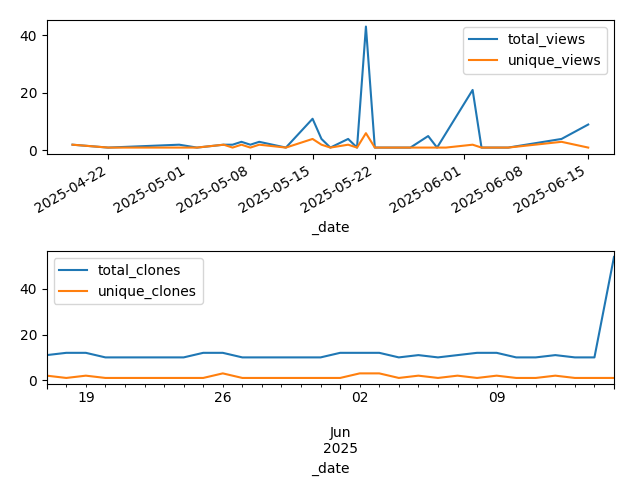 40
20
0
total_views
unique_views
2025-04-22
2025-05-01
2025-05-08
2025-05-15
2025-05-22
2025-06-01
2025-06-08
2025-06-15
_date
40
20
0
total_clones
unique_clones
19
26
02
09
Jun
2025
_date